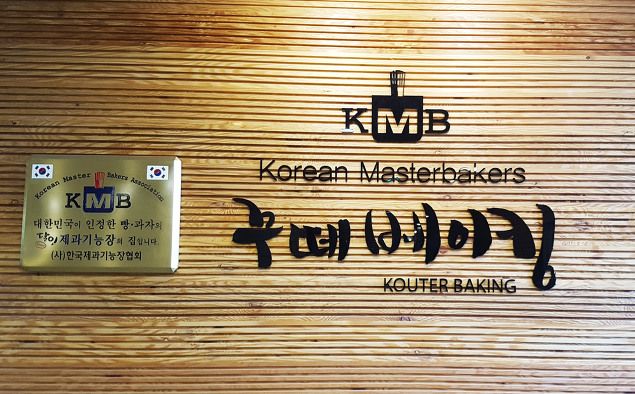 Korean Master Bakers Association
KMB
대한민국이 인정한 빵·과자의
달인 제과기능장의 집입니다.
(사)한국제과기능장협회
KMB
Korean Masterbakers
꾸떼 베이킹
KOUTER BAKING